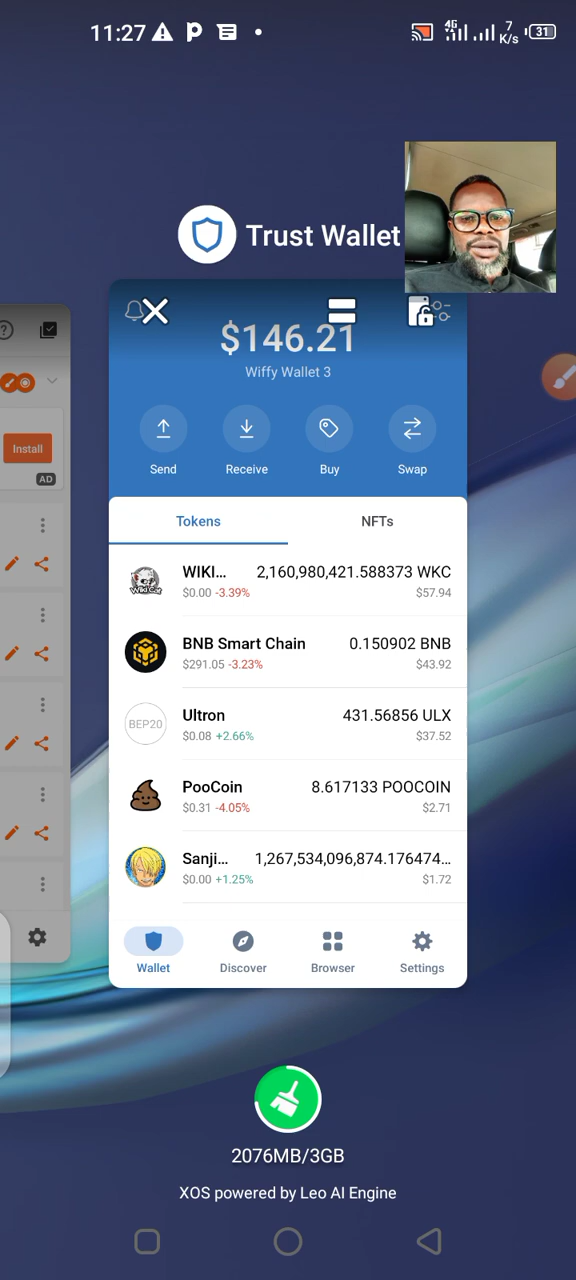 11:27
4G
7
K/s
31
Trust Wallet
$146.21
Wiffy Wallet 3
Send
Receive
Buy
Swap
Install
AD
Tokens
NFTs
WIKI... 2,160,980,421.588373 WKC
$0.00 -3.39% $57.94
BNB Smart Chain 0.150902 BNB
$291.05 -3.23% $43.92
BEP20
Ultron 431.56856 ULX
$0.08 +2.66% $37.52
PooCoin 8.617133 POOCOIN
$0.31 -4.05% $2.71
Sanji... 1,267,534,096,874.176474...
$0.00 +1.25% $1.72
Wallet
Discover
Browser
Settings
2076MB/3GB
XOS powered by Leo AI Engine